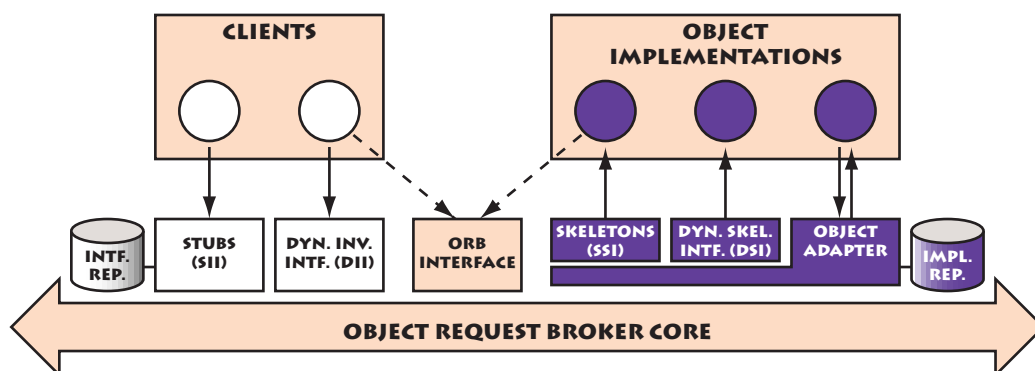 CLIENTS
OBJECT
IMPLEMENTATIONS
INTF.
REP.
STUBS
(SII)
DYN. INV.
INTF. (DII)
ORB
INTERFACE
SKELETONS
(SSI)
DYN. SKEL.
INTF. (DSI)
OBJECT
ADAPTER
IMPL.
REP.
OBJECT REQUEST BROKER CORE